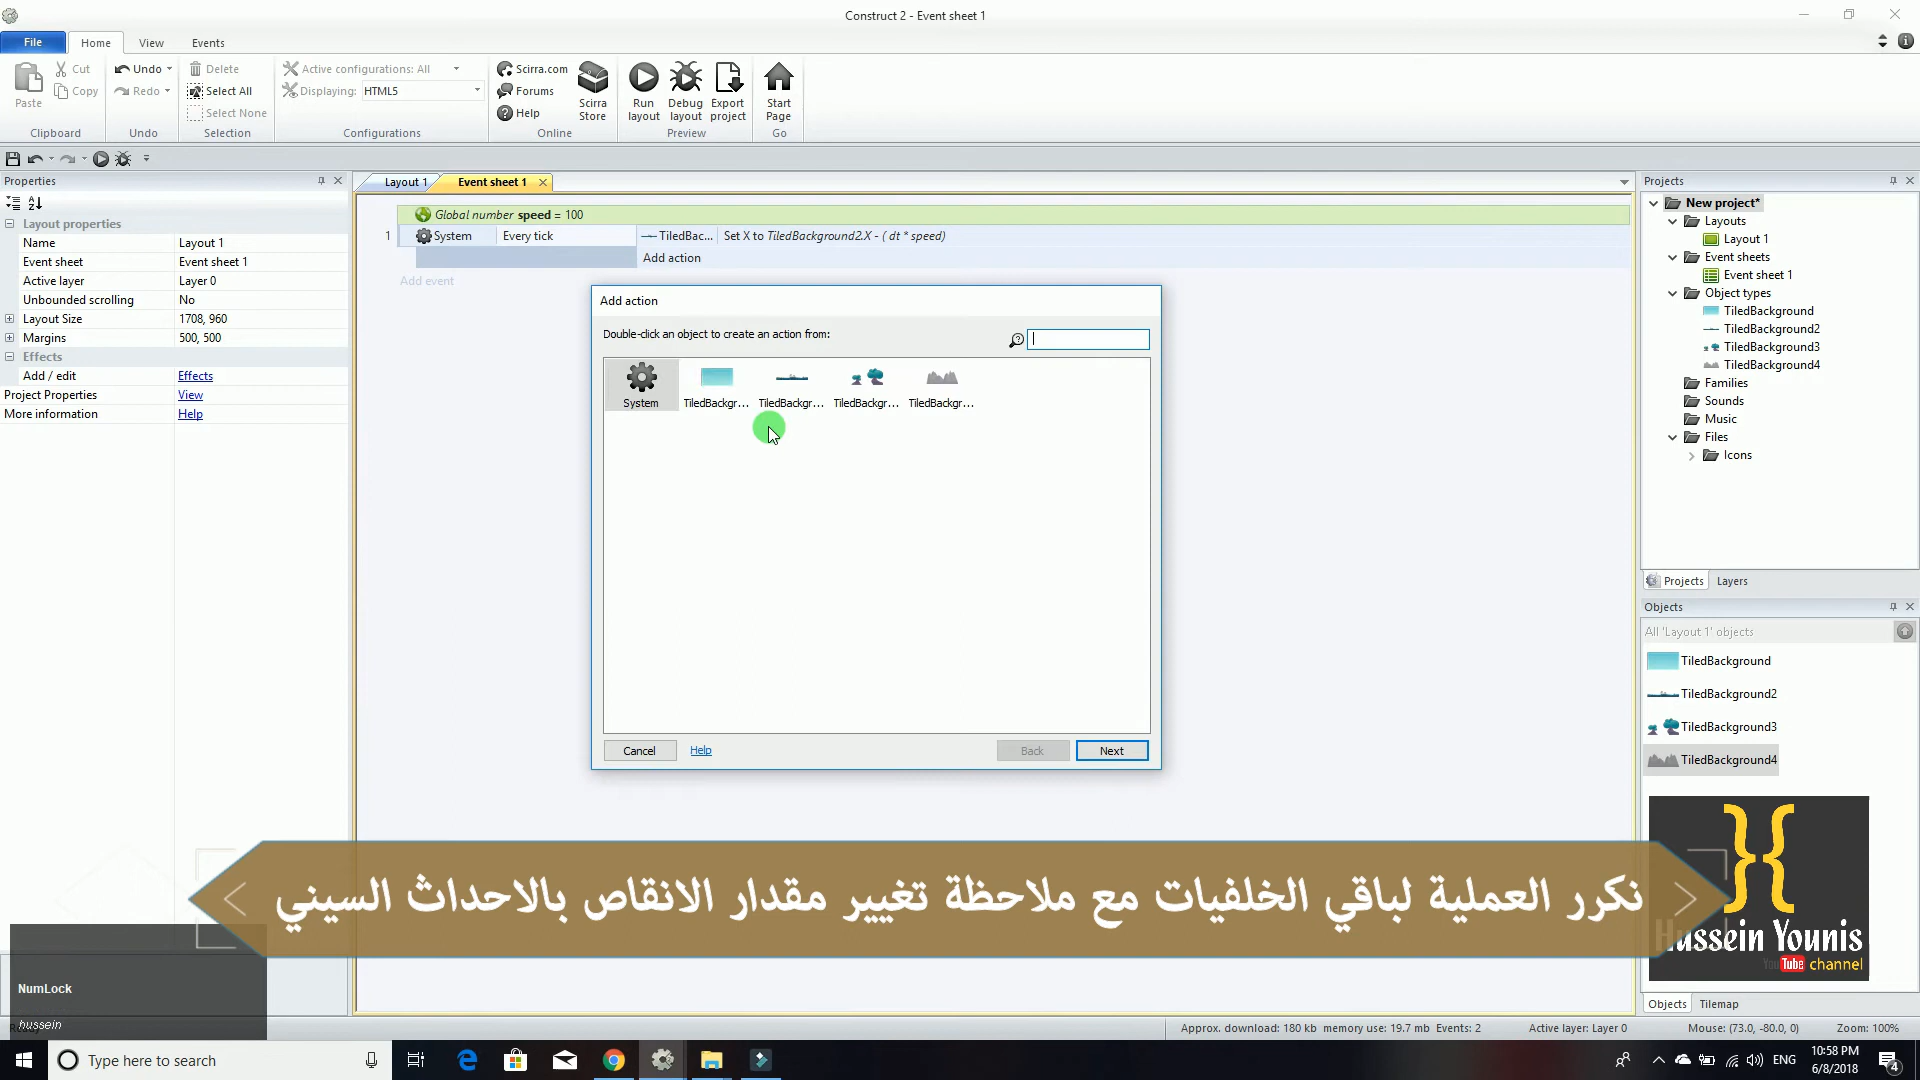 Construct 2 - Event sheet 1
File Home View Events
Paste
Cut
Copy
Clipboard
Undo
Redo
Undo
Delete
Select All
Select None
Selection
Active configurations: All
Displaying: HTML5
Configurations
Scirra.com
Forums
Help
Scirra Store
Online
Run layout
Debug layout
Export project
Preview
Start Page
Go
Properties
Layout properties
Name Layout 1
Event sheet Event sheet 1
Active layer Layer 0
Unbounded scrolling No
Layout Size 1708, 960
Margins 500, 500
Effects
Add / edit Effects
Project Properties View
More information Help
Layout 1 Event sheet 1
Global number speed = 100
1 System Every tick TiledBac... Set X to TiledBackground2.X - ( dt * speed)
Add action
Add event
Add action
Double-click an object to create an action from:
System TiledBackgr... TiledBackgr... TiledBackgr... TiledBackgr...
Cancel Help Back Next
Projects
New project*
Layouts
Layout 1
Event sheets
Event sheet 1
Object types
TiledBackground
TiledBackground2
TiledBackground3
TiledBackground4
Families
Sounds
Music
Files
Icons
Projects Layers
Objects
All 'Layout 1' objects
TiledBackground
TiledBackground2
TiledBackground3
TiledBackground4
نكرر العملية لباقي الخلفيات مع ملاحظة تغيير مقدار الانقاص بالاحداث السيني
Hussein Younis
YouTube channel
NumLock
hussein
Objects Tilemap
Approx. download: 180 kb memory use: 19.7 mb Events: 2 Active layer: Layer 0 Mouse: (73.0, -80.0, 0) Zoom: 100%
Type here to search
ENG
10:58 PM
6/8/2018
4